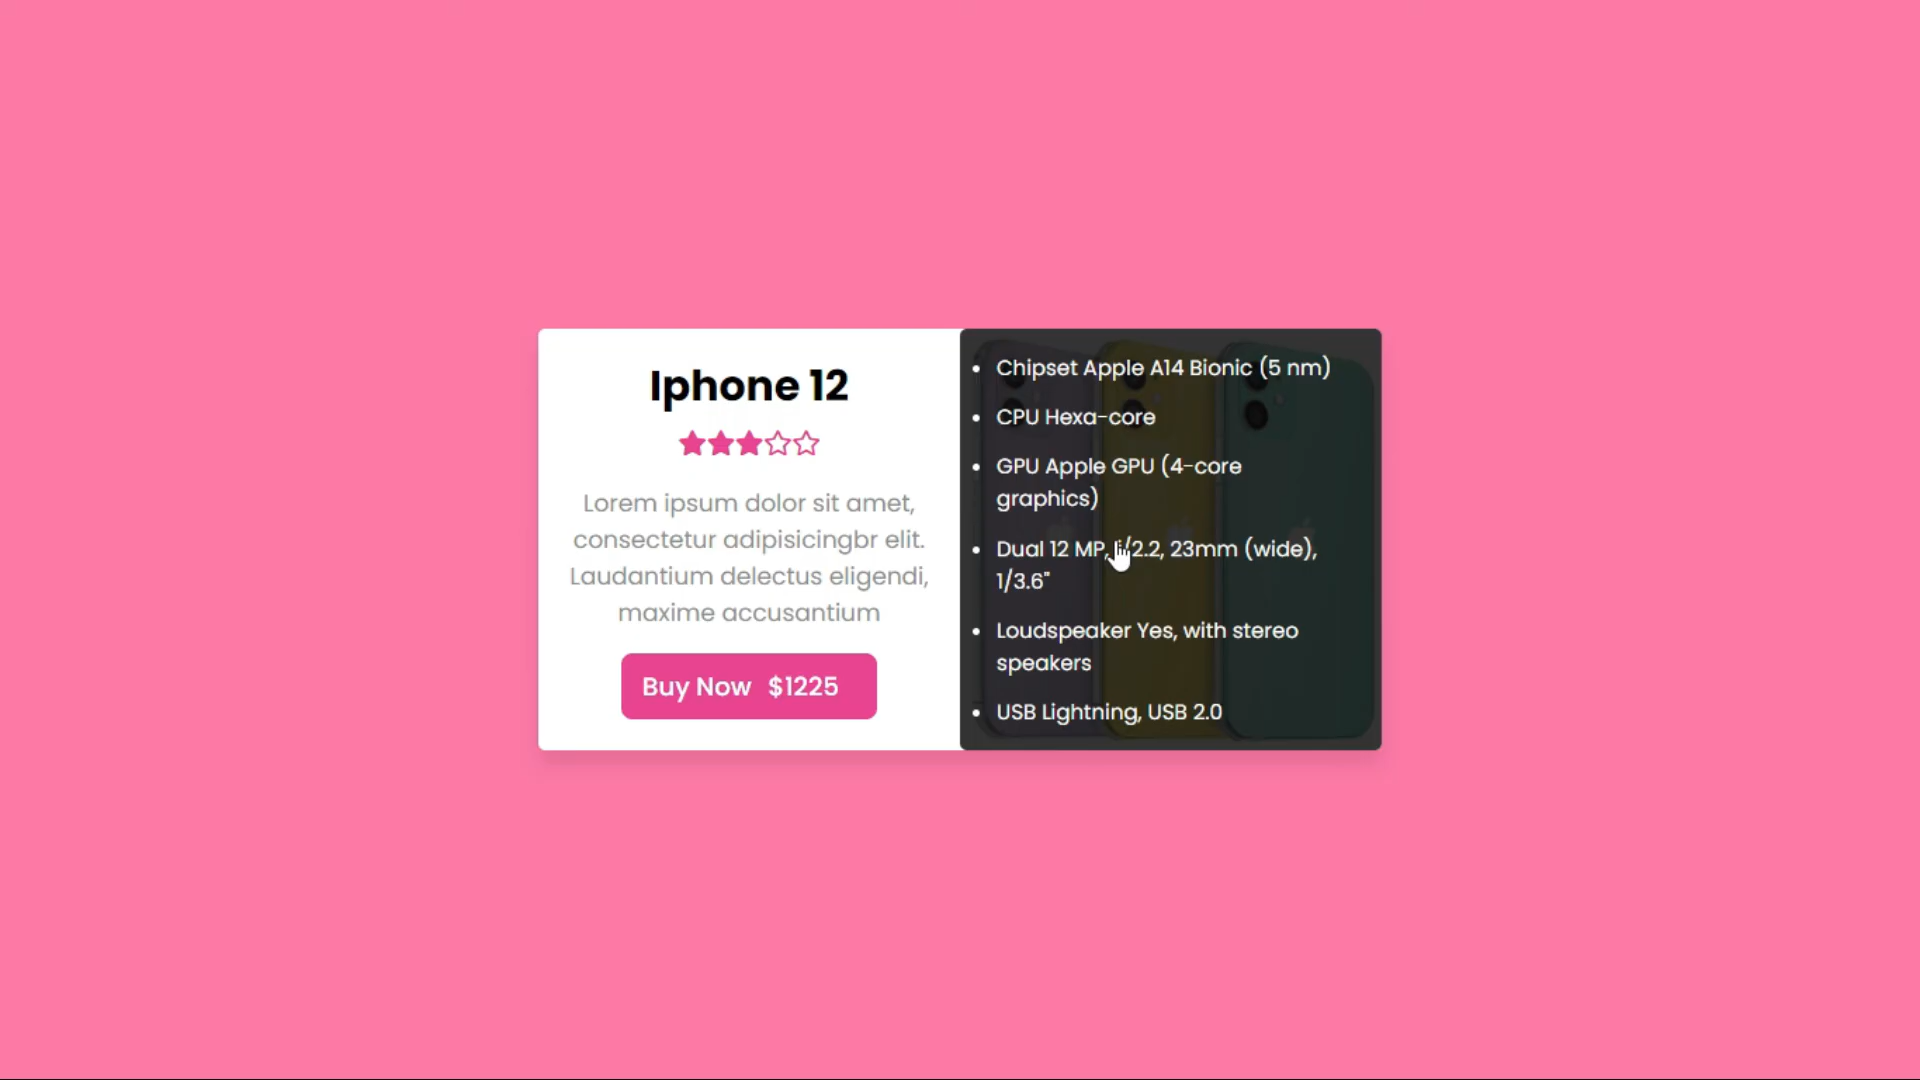 Iphone 12
Lorem ipsum dolor sit amet,
consectetur adipisicingbr elit.
Laudantium delectus eligendi,
maxime accusantium
Buy Now $1225
Chipset Apple A14 Bionic (5 nm)
CPU Hexa-core
GPU Apple GPU (4-core
graphics)
Dual 12 MP, /2.2, 23mm (wide),
1/3.6"
Loudspeaker Yes, with stereo
speakers
USB Lightning, USB 2.0